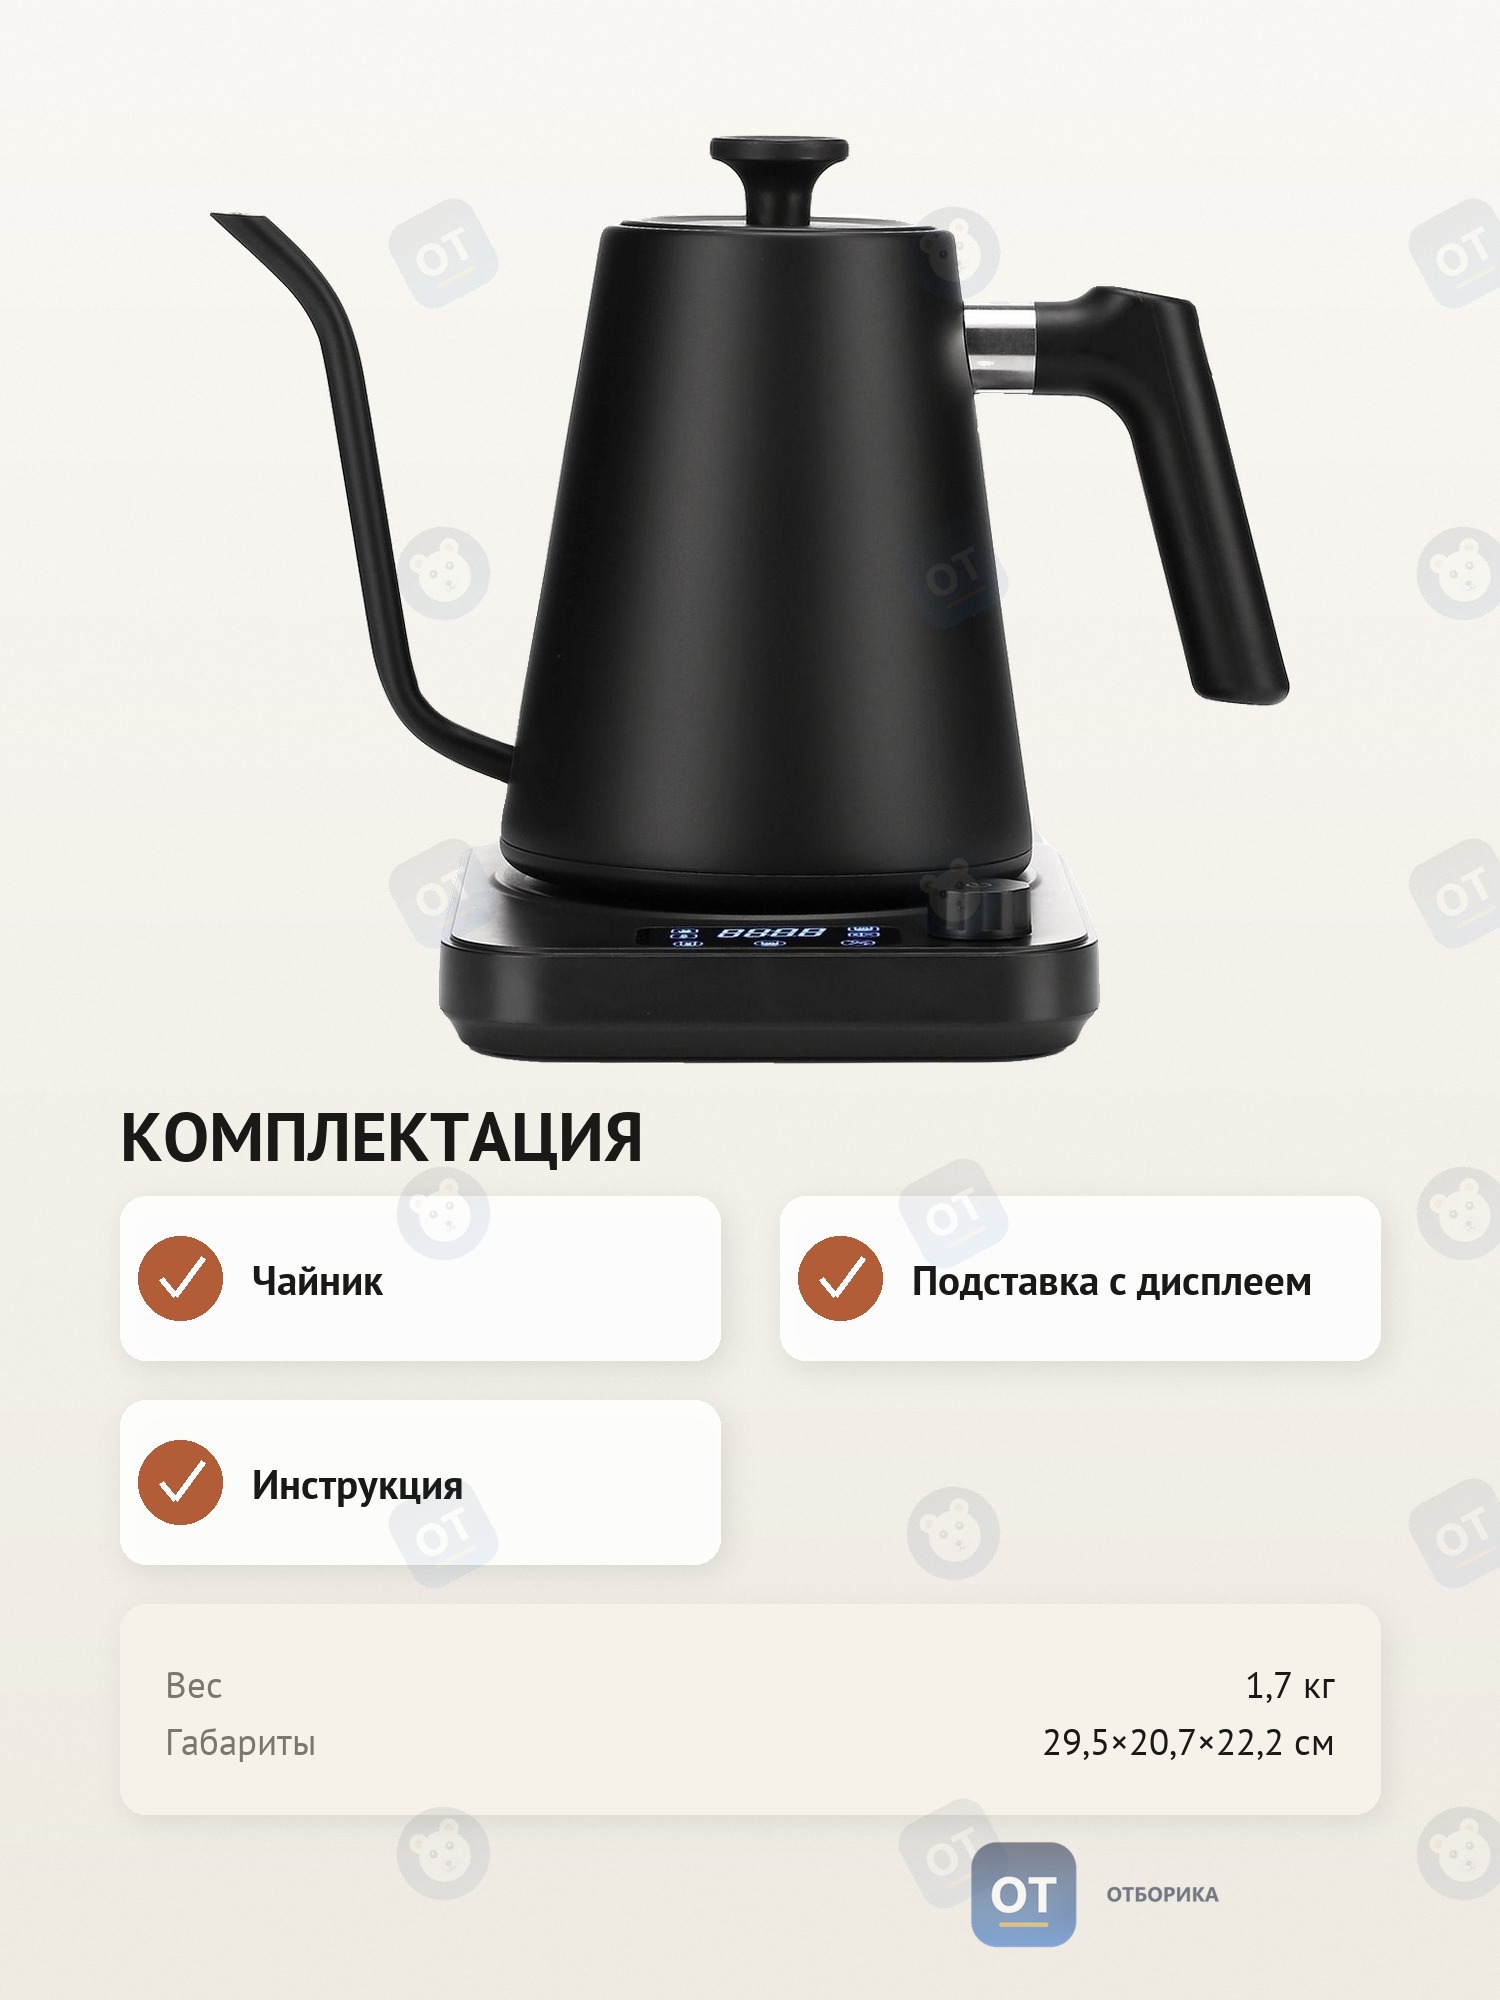 КОМПЛЕКТАЦИЯ
Чайник
Подставка с дисплеем
Инструкция
Вес 1,7 кг
Габариты 29,5×20,7×22,2 см
ОТ ОТБОРИКА